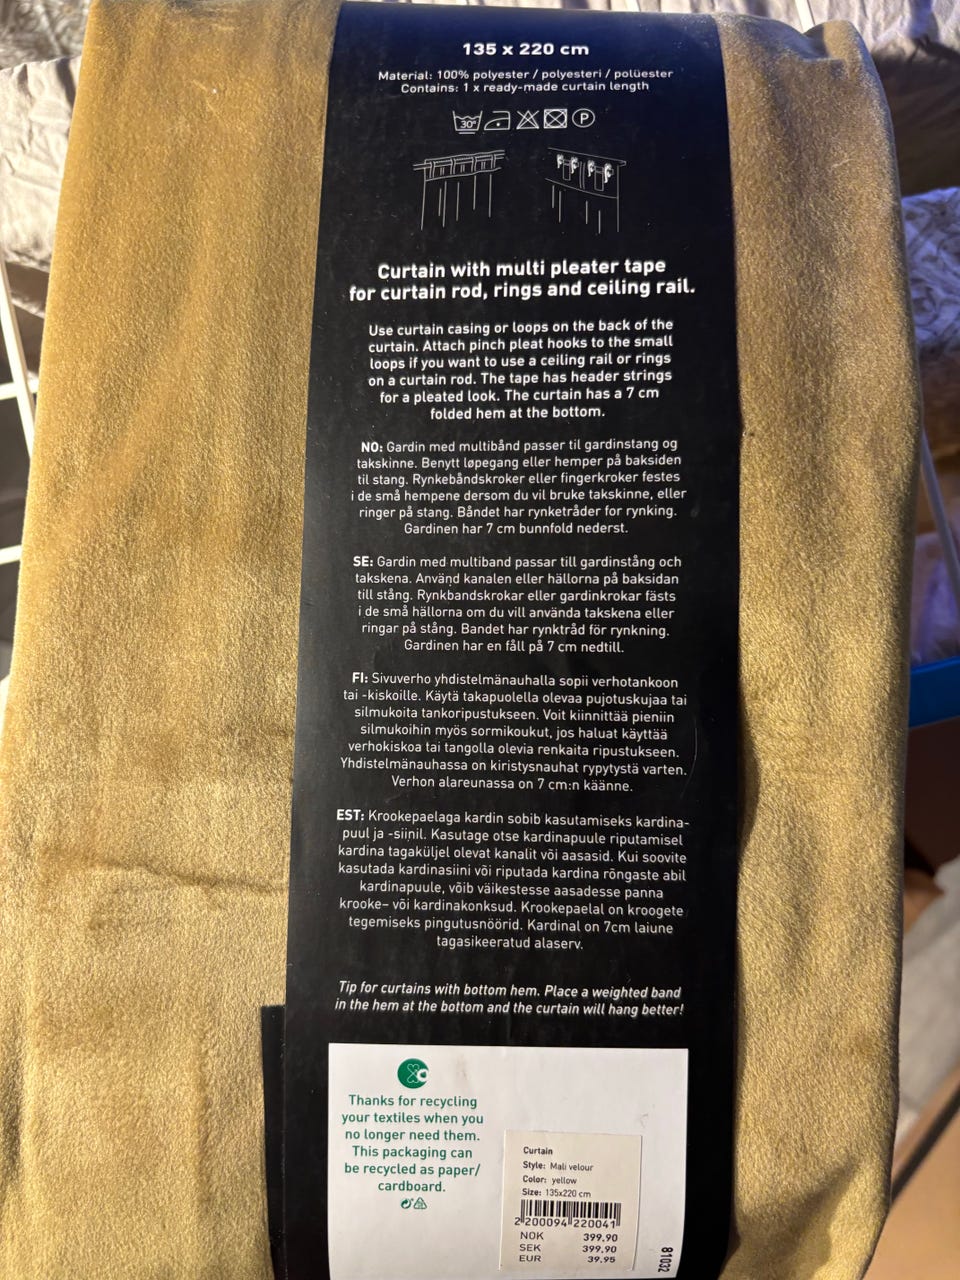 135 x 220 cm
Material: 100% polyester / polyesteri / polüester
Contains: 1 x ready-made curtain length
30°
P
Curtain with multi pleater tape
for curtain rod, rings and ceiling rail.
Use curtain casing or loops on the back of the
curtain. Attach pinch pleat hooks to the small
loops if you want to use a ceiling rail or rings
on a curtain rod. The tape has header strings
for a pleated look. The curtain has a 7 cm
folded hem at the bottom.
NO: Gardin med multibånd passer til gardinstang og
takskinne. Benytt løpegang eller hemper på baksiden
til stang. Rynkebåndskroker eller fingerkroker festes
i de små hempene dersom du vil bruke takskinne, eller
ringer på stang. Båndet har rynketråder for rynking.
Gardinen har 7 cm bunnfold nederst.
SE: Gardin med multiband passar till gardinstång och
takskena. Använd kanalen eller hällorna på baksidan
till stång. Rynkbandskrokar eller gardinkrokar fästs
i de små hällorna om du vill använda takskena eller
ringar på stång. Bandet har rynktråd för rynkning.
Gardinen har en fåll på 7 cm nedtill.
FI: Sivuverho yhdistelmänauhalla sopii verhotankoon
tai -kiskoille. Käytä takapuolella olevaa pujotuskujaa tai
silmukoita tankoripustukseen. Voit kiinnittää pieniin
silmukoihin myös sormikoukut, jos haluat käyttää
verhokiskoa tai tangolla olevia renkaita ripustukseen.
Yhdistelmänauhassa on kiristysnauhat rypytystä varten.
Verhon alareunassa on 7 cm:n käänne.
EST: Krookepaelaga kardin sobib kasutamiseks kardina-
puul ja -siinil. Kasutage otse kardinapuule riputamisel
kardina tagaküljel olevat kanalit või aasasid. Kui soovite
kasutada kardinasiini või riputada kardina rõngaste abil
kardinapuule, võib väikestesse aasadesse panna
krooke– või kardinakonksud. Krookepaelal on kroogete
tegemiseks pingutusnöörid. Kardinal on 7cm laiune
tagasikeeratud alaserv.
Tip for curtains with bottom hem. Place a weighted band
in the hem at the bottom and the curtain will hang better!
Thanks for recycling
your textiles when you
no longer need them.
This packaging can
be recycled as paper/
cardboard.
Curtain
Style: Mali velour
Color: yellow
Size: 135x220 cm
2 200094 220041
NOK 399,90
SEK 399,90
EUR 39.95
81032